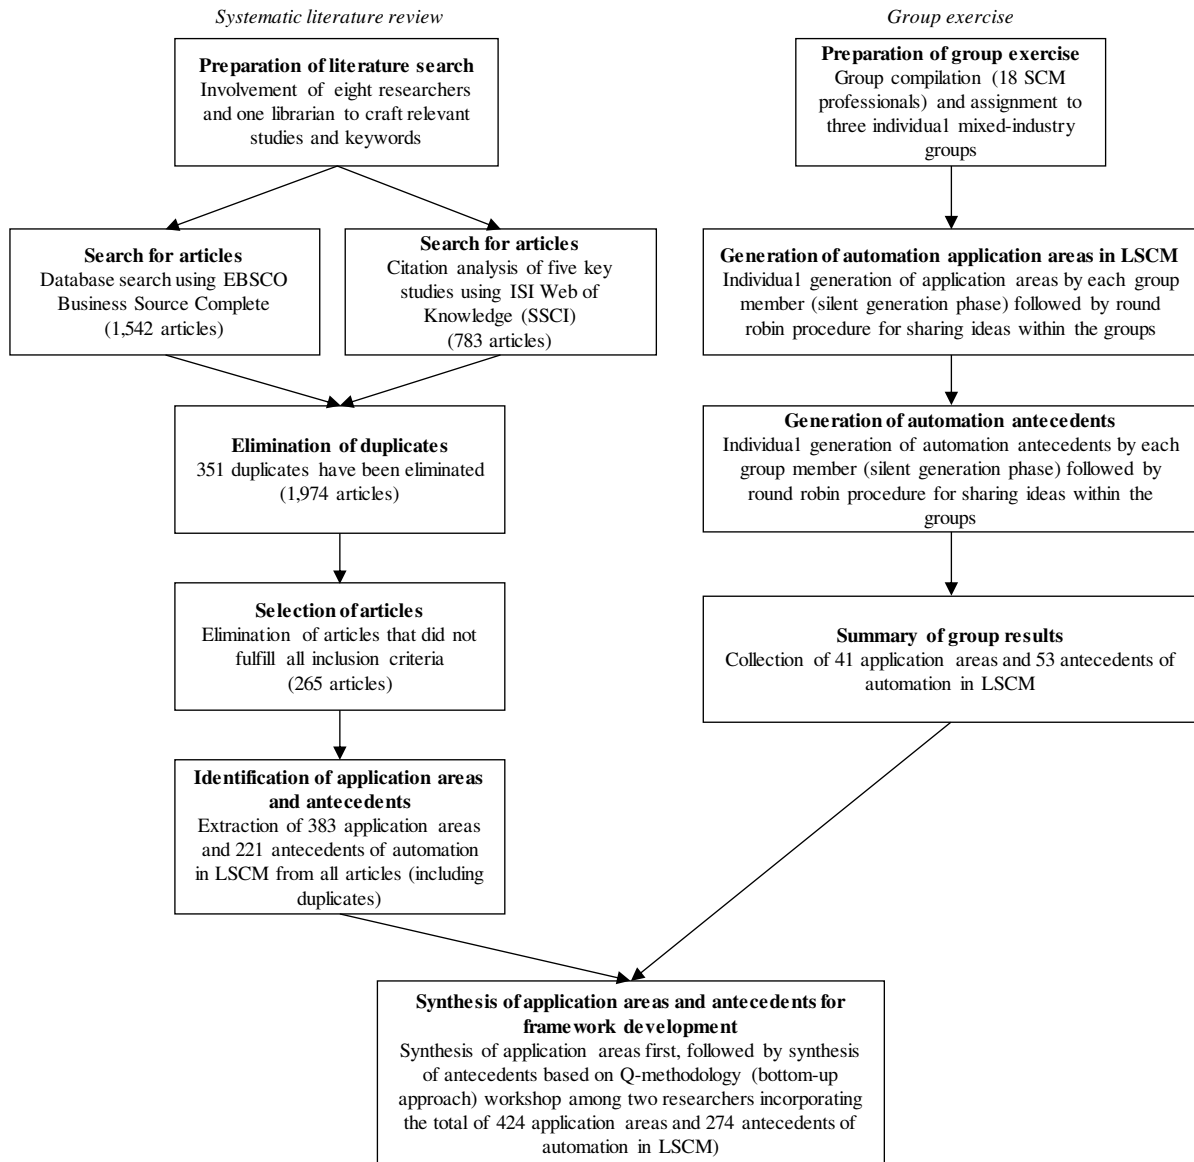 Systematic literature review
Preparation of literature search
Involvement of eight researchers
and one librarian to craft relevant
studies and keywords
Search for articles
Database search using EBSCO
Business Source Complete
(1,542 articles)
Search for articles
Citation analysis of five key
studies using ISI Web of
Knowledge (SSCI)
(783 articles)
Elimination of duplicates
351 duplicates have been eliminated
(1,974 articles)
Selection of articles
Elimination of articles that did not
fulfill all inclusion criteria
(265 articles)
Identification of application areas
and antecedents
Extraction of 383 application areas
and 221 antecedents of automation
in LSCM from all articles (including
duplicates)
Group exercise
Preparation of group exercise
Group compilation (18 SCM
professionals) and assignment to
three individual mixed-industry
groups
Generation of automation application areas in LSCM
Individual generation of application areas by each group
member (silent generation phase) followed by round
robin procedure for sharing ideas within the groups
Generation of automation antecedents
Individual generation of automation antecedents by each
group member (silent generation phase) followed by
round robin procedure for sharing ideas within the
groups
Summary of group results
Collection of 41 application areas and 53 antecedents of
automation in LSCM
Synthesis of application areas and antecedents for
framework development
Synthesis of application areas first, followed by synthesis
of antecedents based on Q-methodology (bottom-up
approach) workshop among two researchers incorporating
the total of 424 application areas and 274 antecedents of
automation in LSCM)